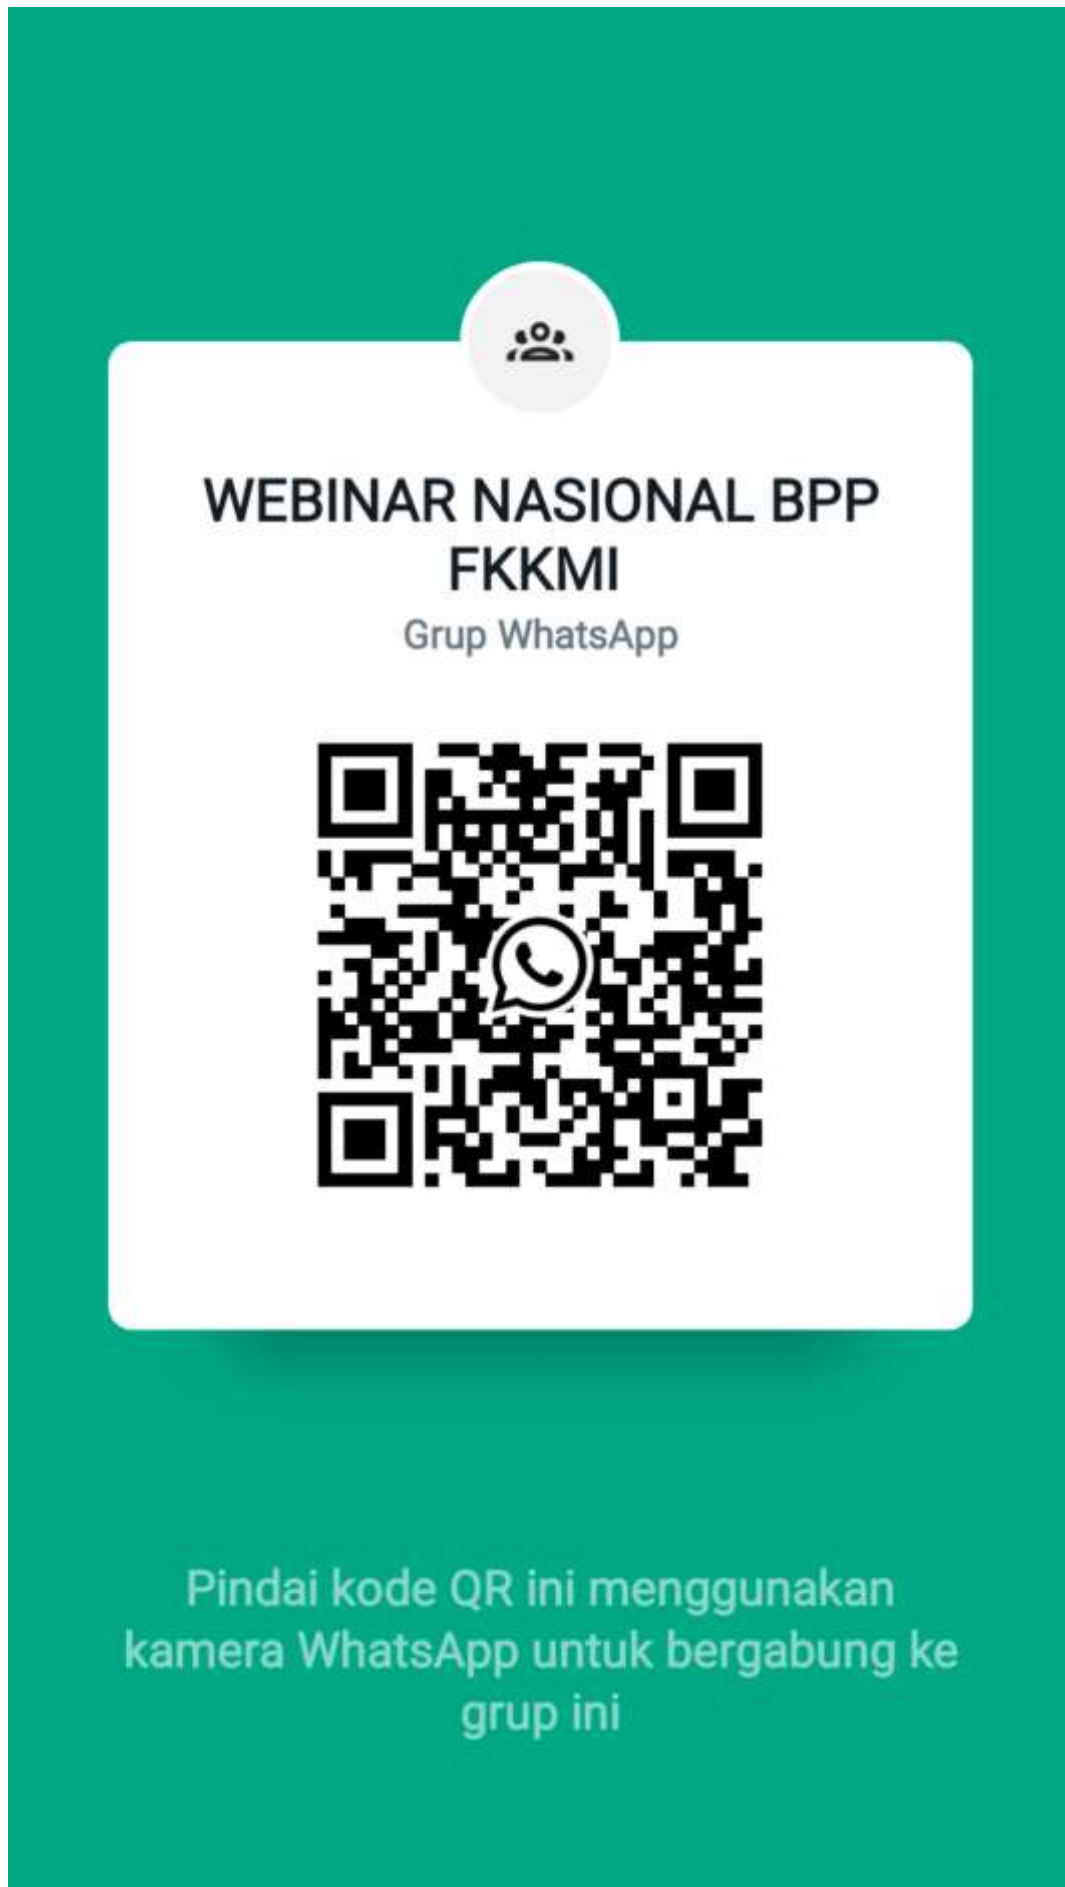 WEBINAR NASIONAL BPP
FKKMI
Grup WhatsApp
Pindai kode QR ini menggunakan
kamera WhatsApp untuk bergabung ke
grup ini